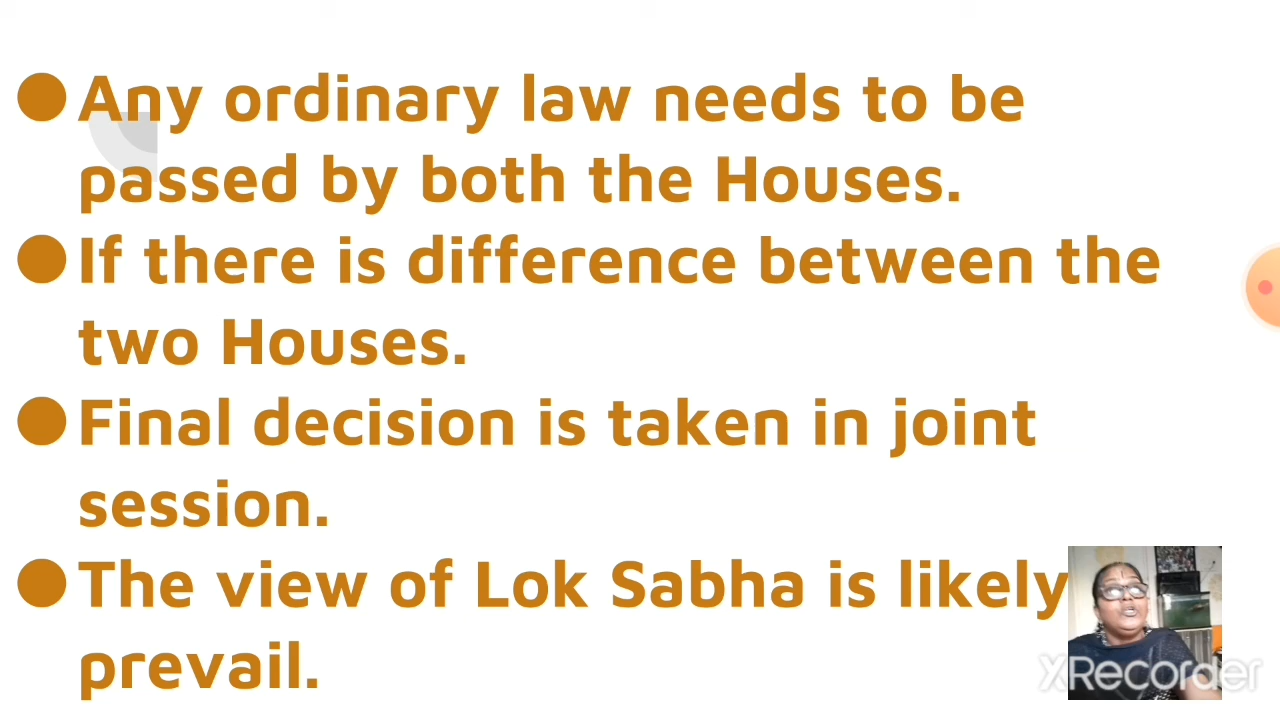 ● Any ordinary law needs to be
passed by both the Houses.
● If there is difference between the
two Houses.
● Final decision is taken in joint
session.
● The view of Lok Sabha is likely
prevail.
XRecorder